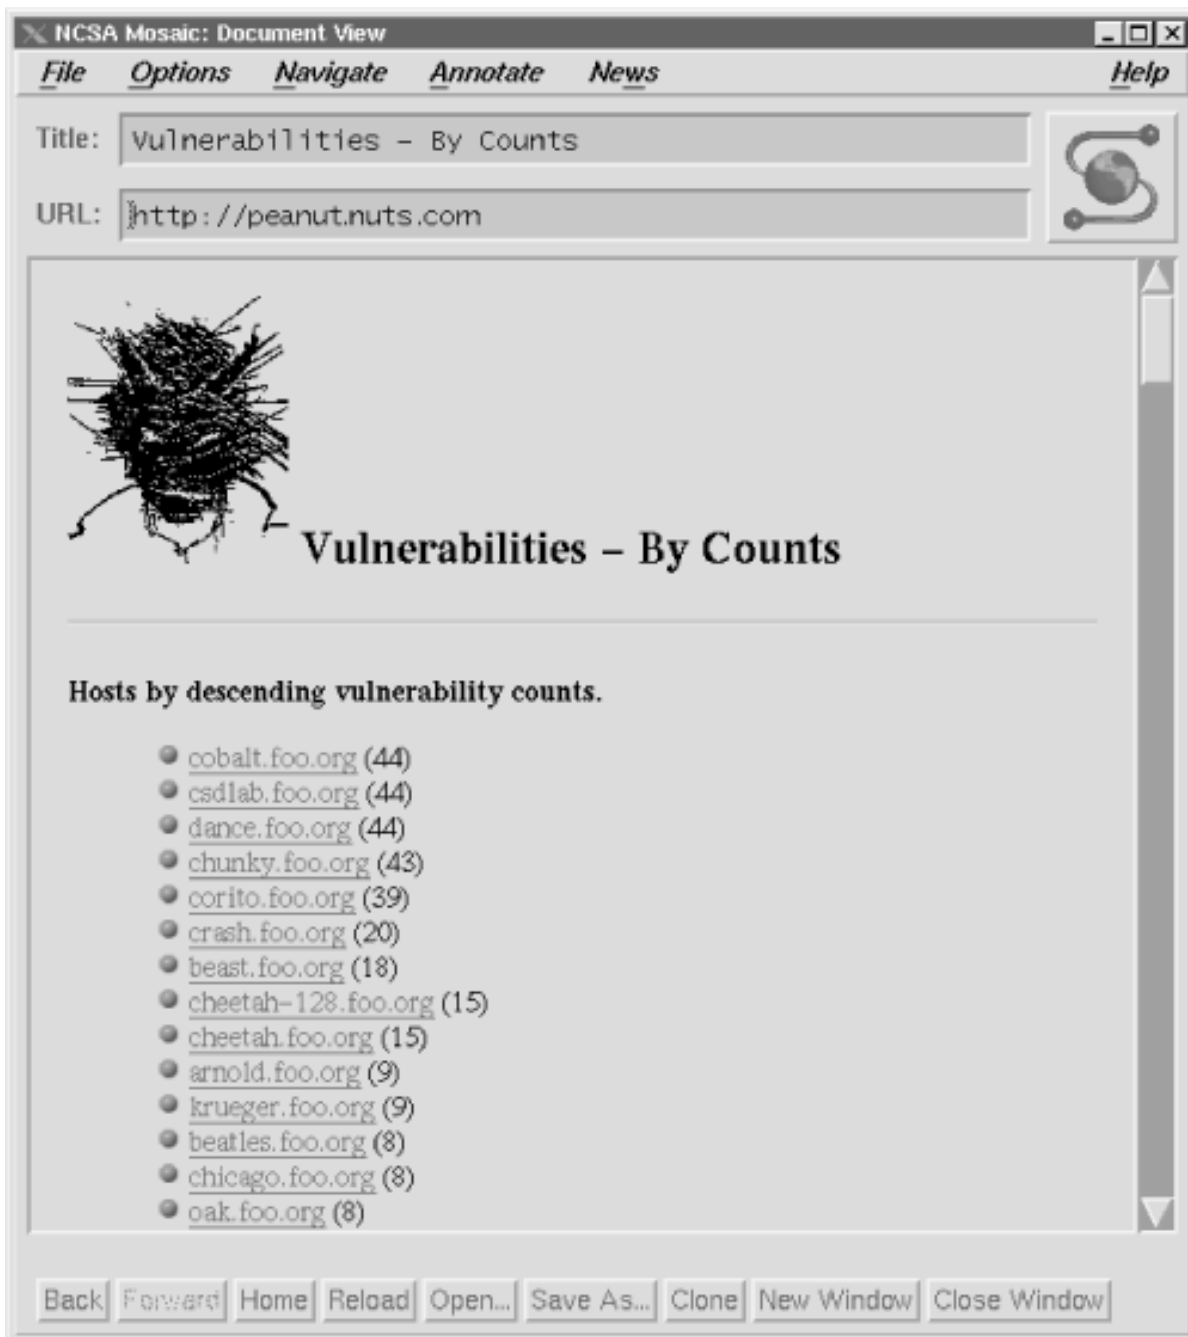 NCSA Mosaic: Document View
File Options Navigate Annotate News Help
Title: Vulnerabilities – By Counts
URL: http://peanut.nuts.com
Vulnerabilities – By Counts
Hosts by descending vulnerability counts.
cobalt.foo.org (44)
csdlab.foo.org (44)
dance.foo.org (44)
chunky.foo.org (43)
corito.foo.org (39)
crash.foo.org (20)
beast.foo.org (18)
cheetah-128.foo.org (15)
cheetah.foo.org (15)
arnold.foo.org (9)
krueger.foo.org (9)
beatles.foo.org (8)
chicago.foo.org (8)
oak.foo.org (8)
Back Forward Home Reload Open... Save As... Clone New Window Close Window